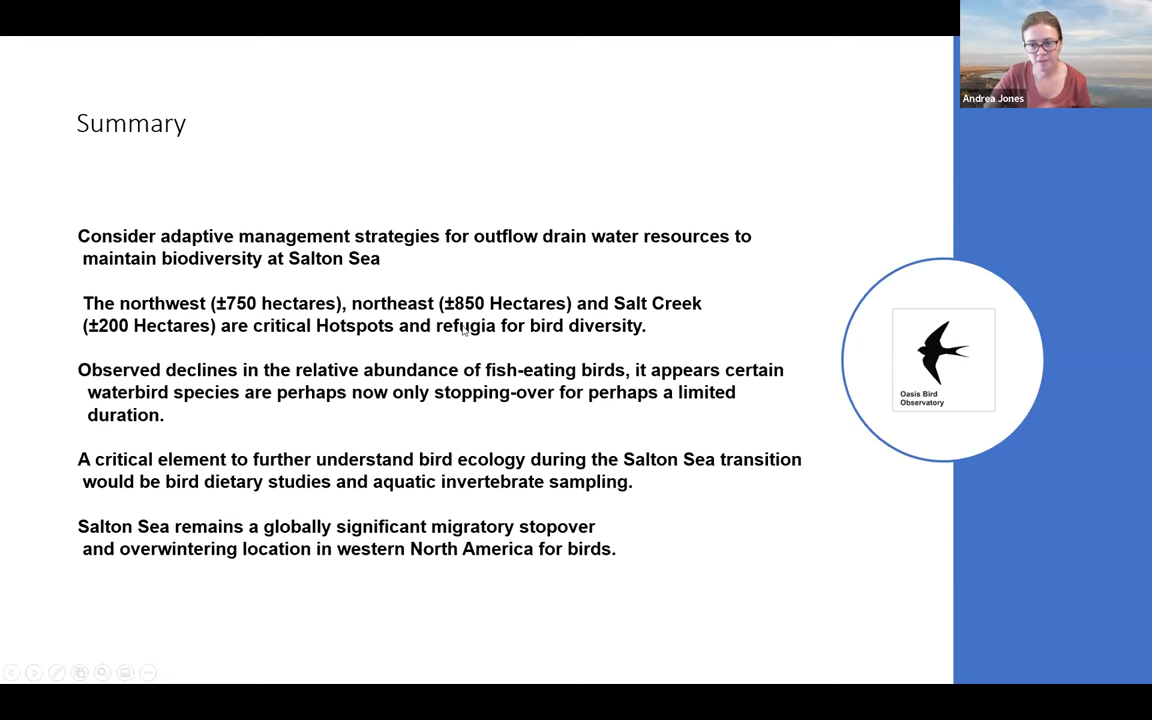 Andrea Jones
Summary
Consider adaptive management strategies for outflow drain water resources to
maintain biodiversity at Salton Sea
The northwest (±750 hectares), northeast (±850 Hectares) and Salt Creek
(±200 Hectares) are critical Hotspots and refugia for bird diversity.
Observed declines in the relative abundance of fish-eating birds, it appears certain
waterbird species are perhaps now only stopping-over for perhaps a limited
duration.
A critical element to further understand bird ecology during the Salton Sea transition
would be bird dietary studies and aquatic invertebrate sampling.
Salton Sea remains a globally significant migratory stopover
and overwintering location in western North America for birds.
Oasis Bird
Observatory